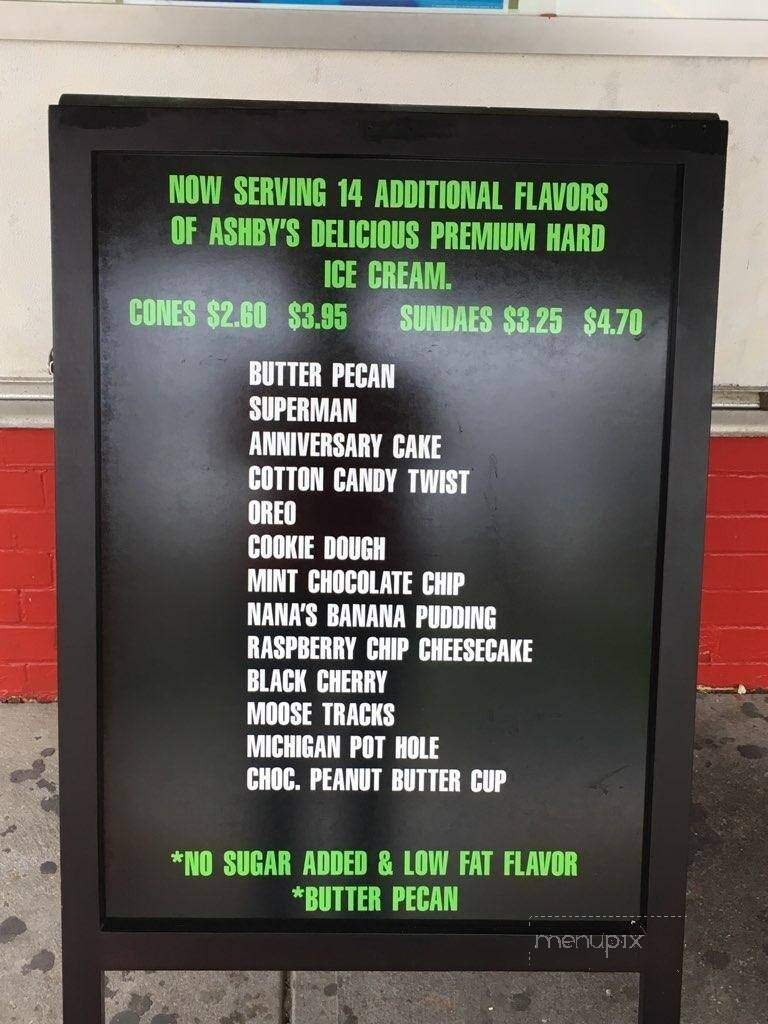 NOW SERVING 14 ADDITIONAL FLAVORS
OF ASHBY'S DELICIOUS PREMIUM HARD
ICE CREAM.
CONES $2.60 $3.95 SUNDAES $3.25 $4.70
BUTTER PECAN
SUPERMAN
ANNIVERSARY CAKE
COTTON CANDY TWIST
OREO
COOKIE DOUGH
MINT CHOCOLATE CHIP
NANA'S BANANA PUDDING
RASPBERRY CHIP CHEESECAKE
BLACK CHERRY
MOOSE TRACKS
MICHIGAN POT HOLE
CHOC. PEANUT BUTTER CUP
*NO SUGAR ADDED & LOW FAT FLAVOR
*BUTTER PECAN
menupix